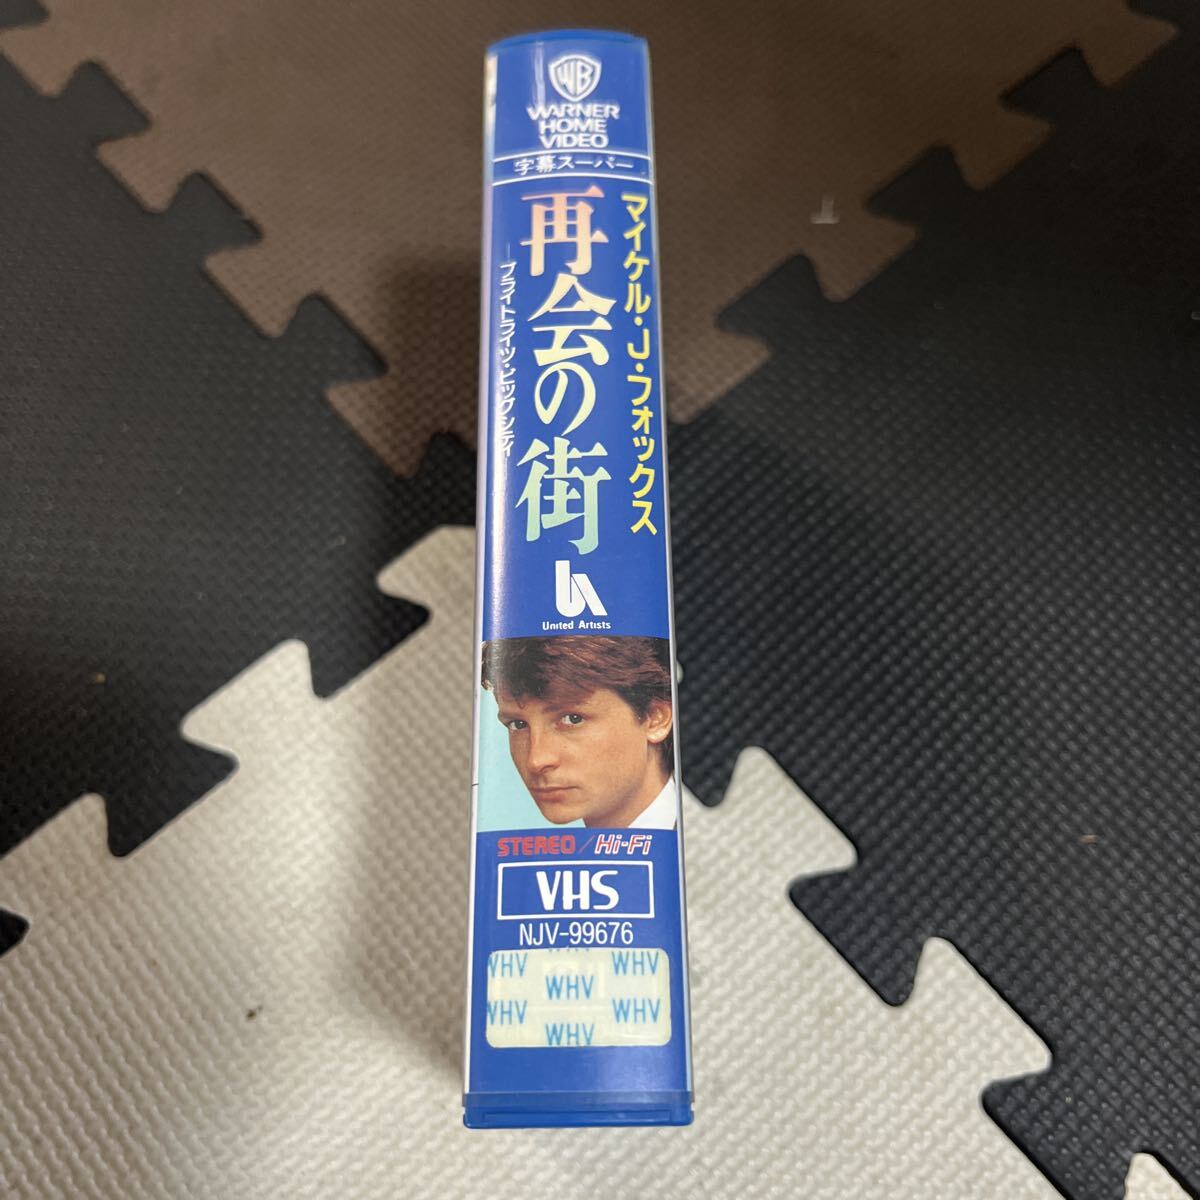 WB
WARNER
HOME
VIDEO
字幕スーパー
マイケル・J・フォックス
再会の街
―ブライトライツ・ビッグシティ―
United Artists
STEREO/Hi-Fi
VHS
NJV-99676
WHV WHV
WHV
WHV WHV
WHV